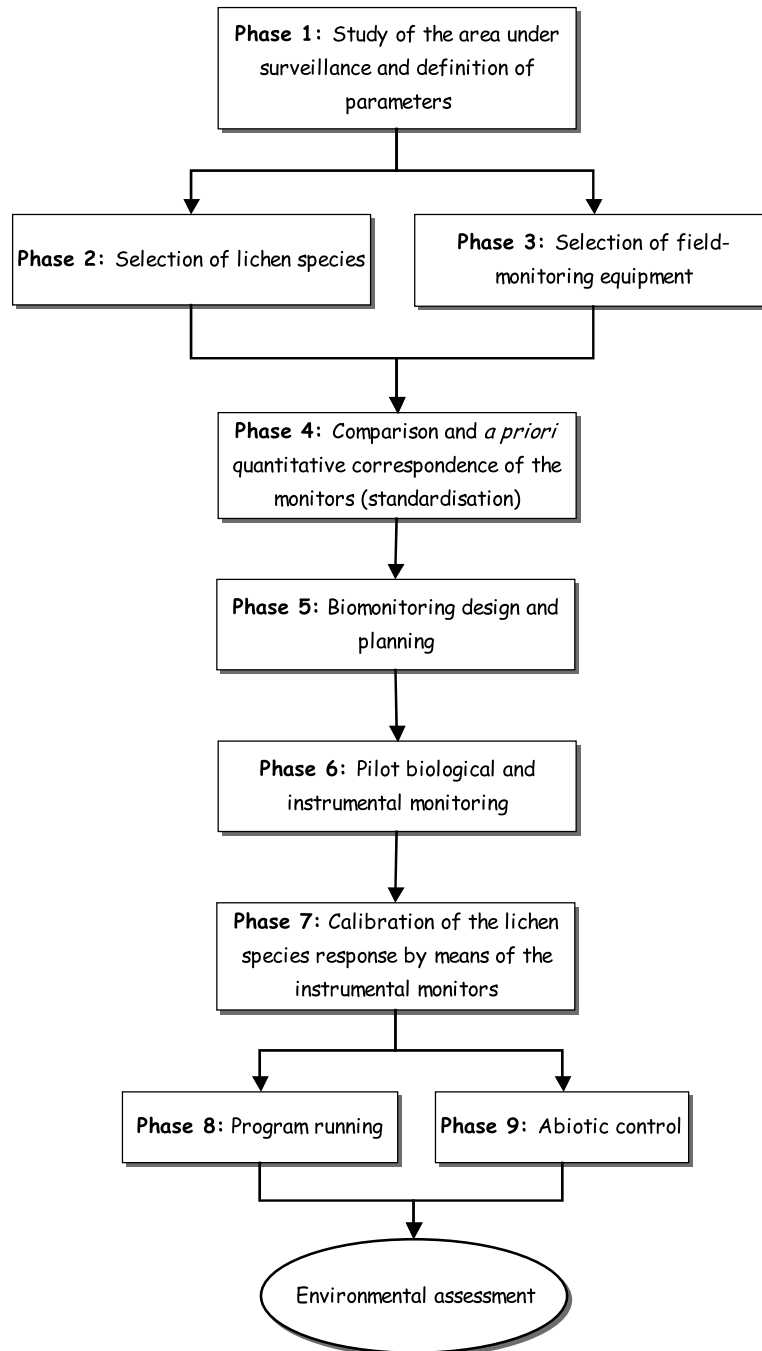 Phase 1: Study of the area under
surveillance and definition of
parameters
Phase 2: Selection of lichen species
Phase 3: Selection of field-
monitoring equipment
Phase 4: Comparison and a priori
quantitative correspondence of the
monitors (standardisation)
Phase 5: Biomonitoring design and
planning
Phase 6: Pilot biological and
instrumental monitoring
Phase 7: Calibration of the lichen
species response by means of the
instrumental monitors
Phase 8: Program running
Phase 9: Abiotic control
Environmental assessment